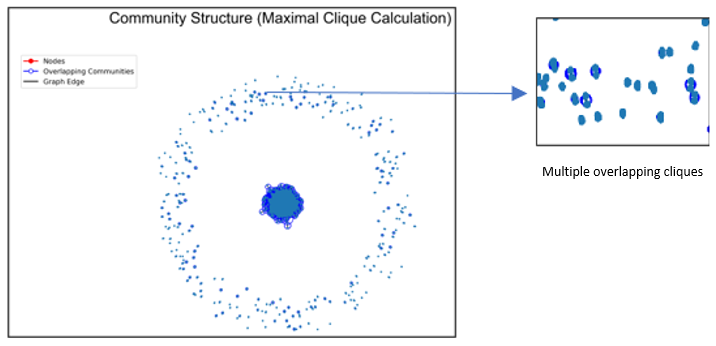 Community Structure (Maximal Clique Calculation)
Nodes
Overlapping Communities
Graph Edge
Multiple overlapping cliques